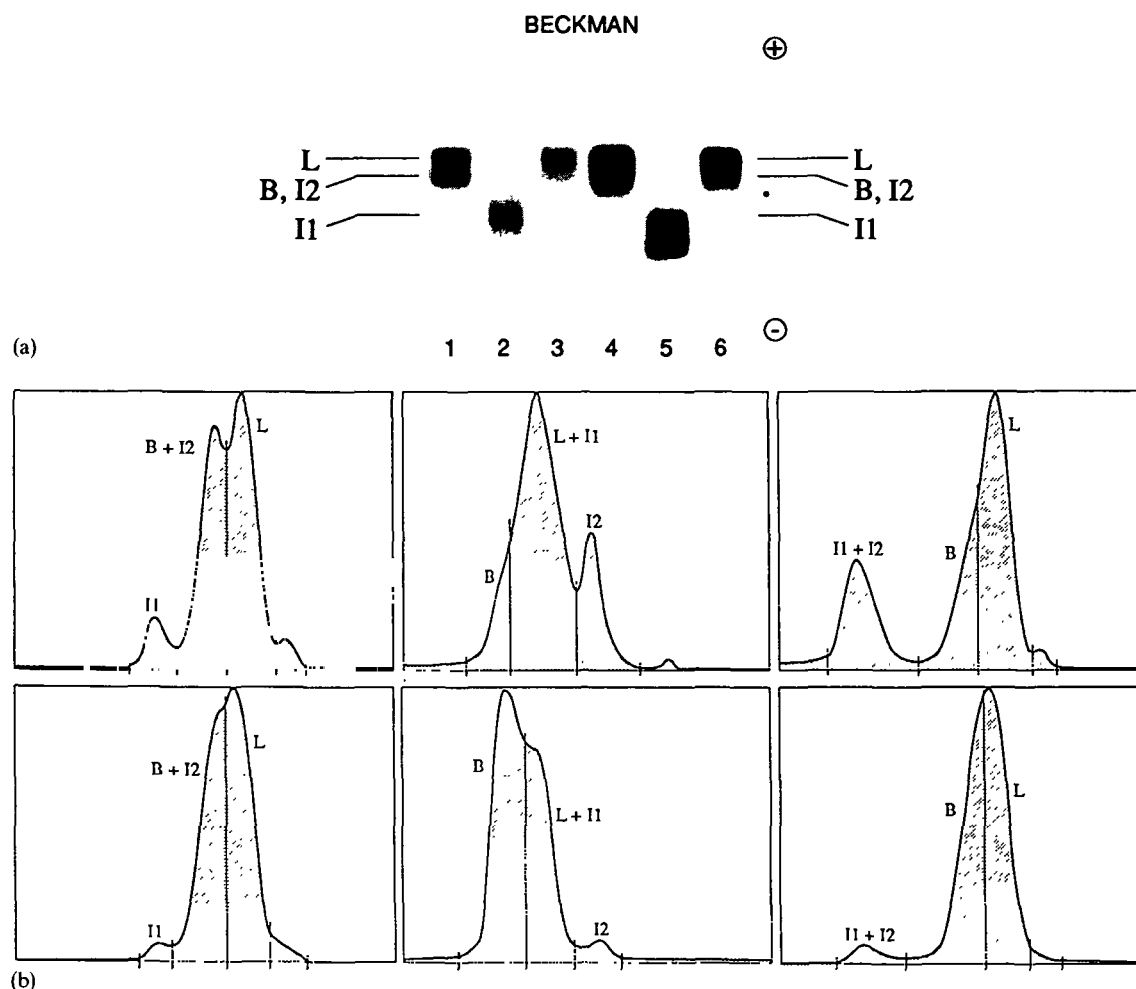 BECKMAN
+
L
B, I2
I1
L
B, I2
I1
-
(a)
1 2 3 4 5 6
B + I2
L
I1
L + I1
I2
B
L
I1 + I2
B
B + I2
L
I1
B
L + I1
I2
B
L
I1 + I2
(b)